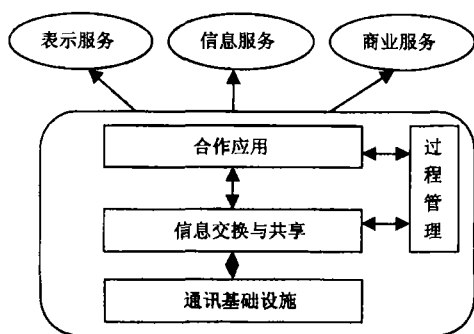 表示服务
信息服务
商业服务
合作应用
过程管理
信息交换与共享
通讯基础设施